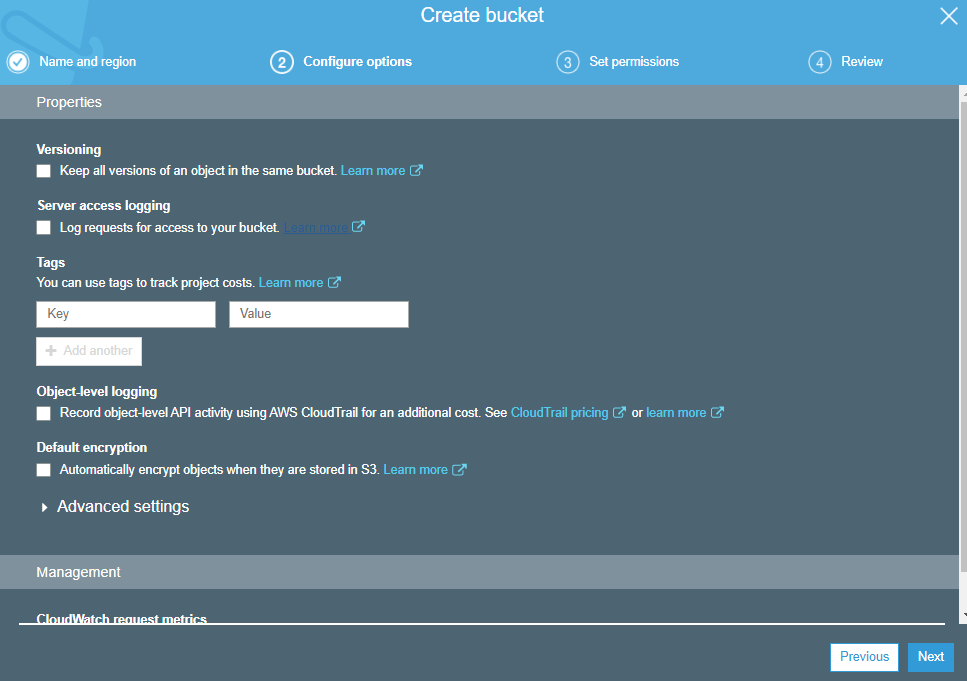 Create bucket
Name and region
2 Configure options
3 Set permissions
4 Review
Properties
Versioning
Keep all versions of an object in the same bucket. Learn more
Server access logging
Log requests for access to your bucket. Learn more
Tags
You can use tags to track project costs. Learn more
Key Value
Add another
Object-level logging
Record object-level API activity using AWS CloudTrail for an additional cost. See CloudTrail pricing or learn more
Default encryption
Automatically encrypt objects when they are stored in S3. Learn more
Advanced settings
Management
CloudWatch request metrics
Previous Next